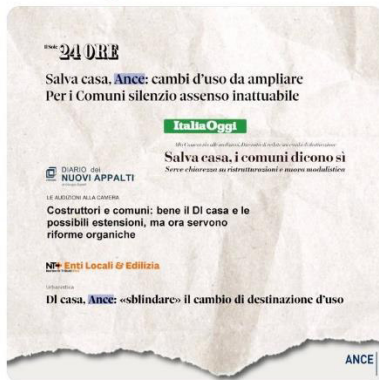 Il Sole
24 ORE
Salva casa, Ance: cambi d'uso da ampliare
Per i Comuni silenzio assenso inattuabile
ItaliaOggi
Salva casa, i comuni dicono sì
Serve chiarezza su ristrutturazioni e nuova modulistica
DIARIO dei
NUOVI APPALTI
LE AUDIZIONI ALLA CAMERA
Costruttori e comuni: bene il Dl casa e le
possibili estensioni, ma ora servono
riforme organiche
NT+ Enti Locali & Edilizia
Urbanistica
Dl casa, Ance: «sblindare» il cambio di destinazione d'uso
ANCE